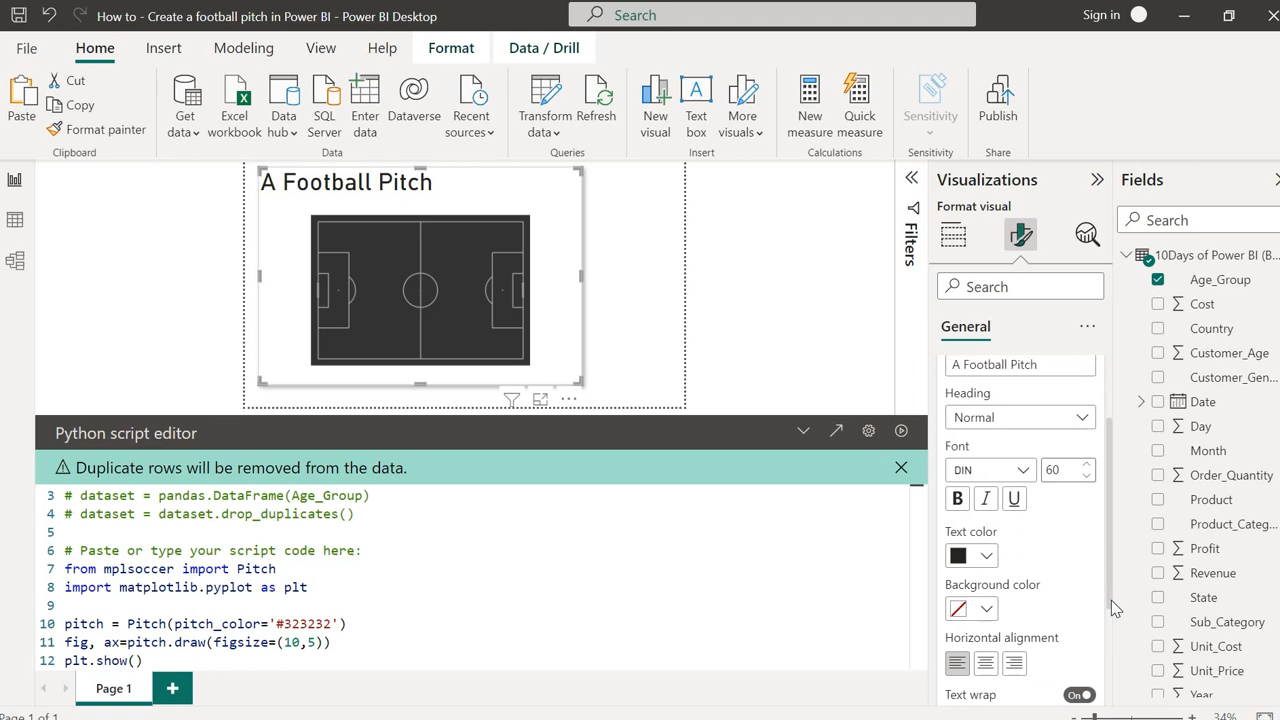 How to - Create a football pitch in Power BI - Power BI Desktop
Search
Sign in
File
Home
Insert
Modeling
View
Help
Format
Data / Drill
Paste
Cut
Copy
Format painter
Clipboard
Get data
Excel workbook
Data hub
SQL Server
Enter data
Dataverse
Recent sources
Data
Transform data
Refresh
Queries
New visual
Text box
More visuals
Insert
New measure
Quick measure
Calculations
Sensitivity
Sensitivity
Publish
Share
A Football Pitch
Filters
Visualizations
Format visual
Search
General
A Football Pitch
Heading
Normal
Font
DIN
60
B I U
Text color
Background color
Horizontal alignment
Text wrap
On
Fields
Search
10Days of Power BI (B...
Age_Group
Cost
Country
Customer_Age
Customer_Gen...
Date
Day
Month
Order_Quantity
Product
Product_Categ...
Profit
Revenue
State
Sub_Category
Unit_Cost
Unit_Price
Year
Python script editor
Duplicate rows will be removed from the data.
3 # dataset = pandas.DataFrame(Age_Group)
4 # dataset = dataset.drop_duplicates()
5
6 # Paste or type your script code here:
7 from mplsoccer import Pitch
8 import matplotlib.pyplot as plt
9
10 pitch = Pitch(pitch_color='#323232')
11 fig, ax=pitch.draw(figsize=(10,5))
12 plt.show()
Page 1
Page 1 of 1
34%